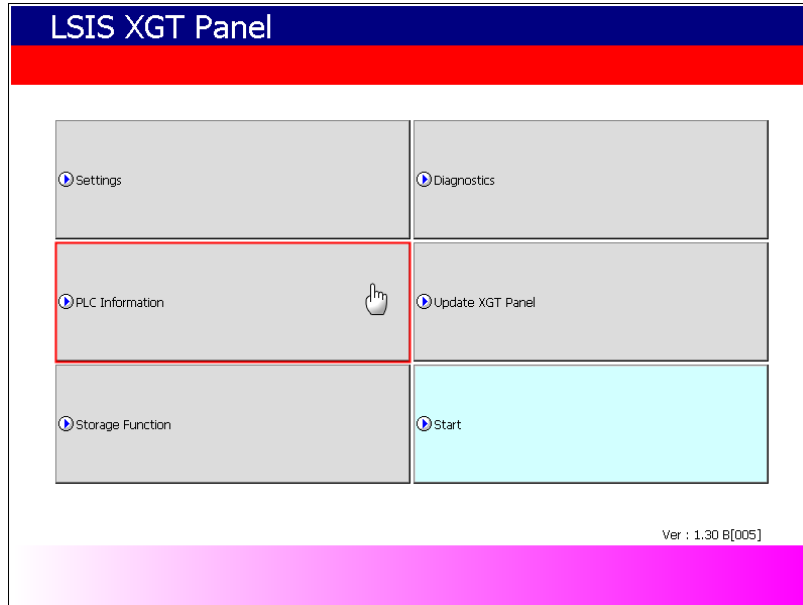 LSIS XGT Panel
Settings
Diagnostics
PLC Information
Update XGT Panel
Storage Function
Start
Ver : 1.30 B[005]